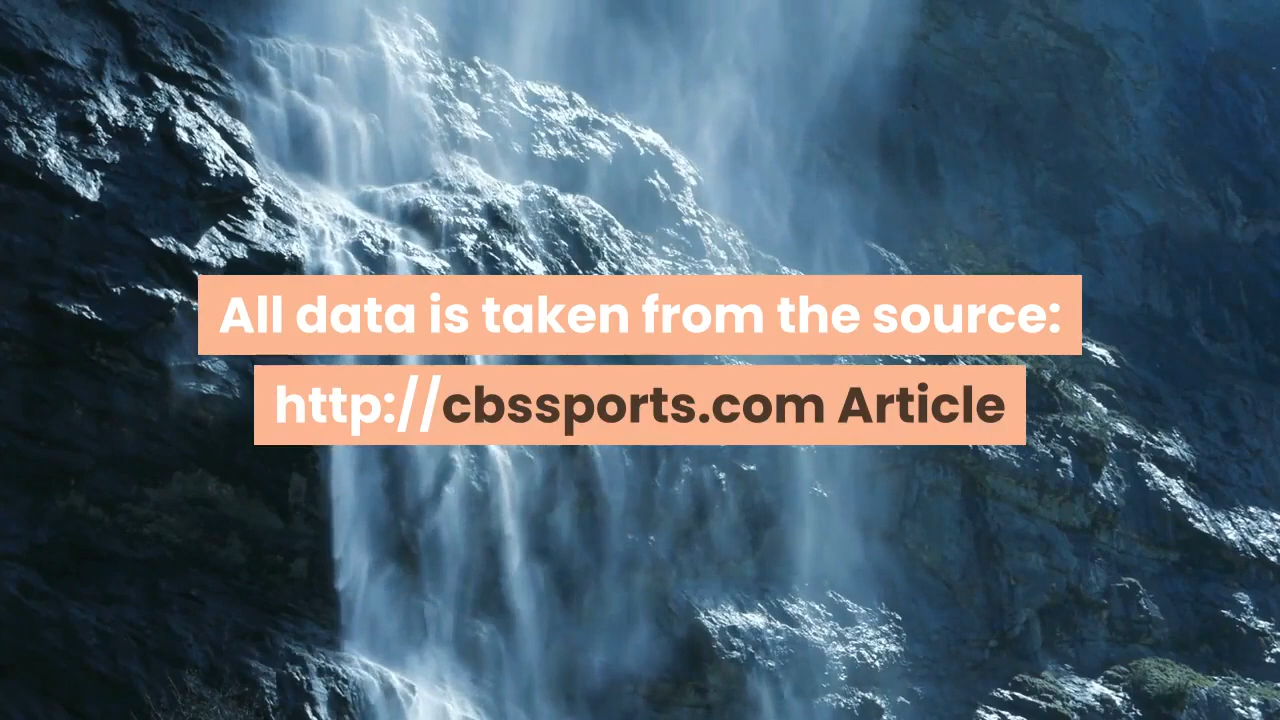 All data is taken from the source:
http://cbssports.com Article